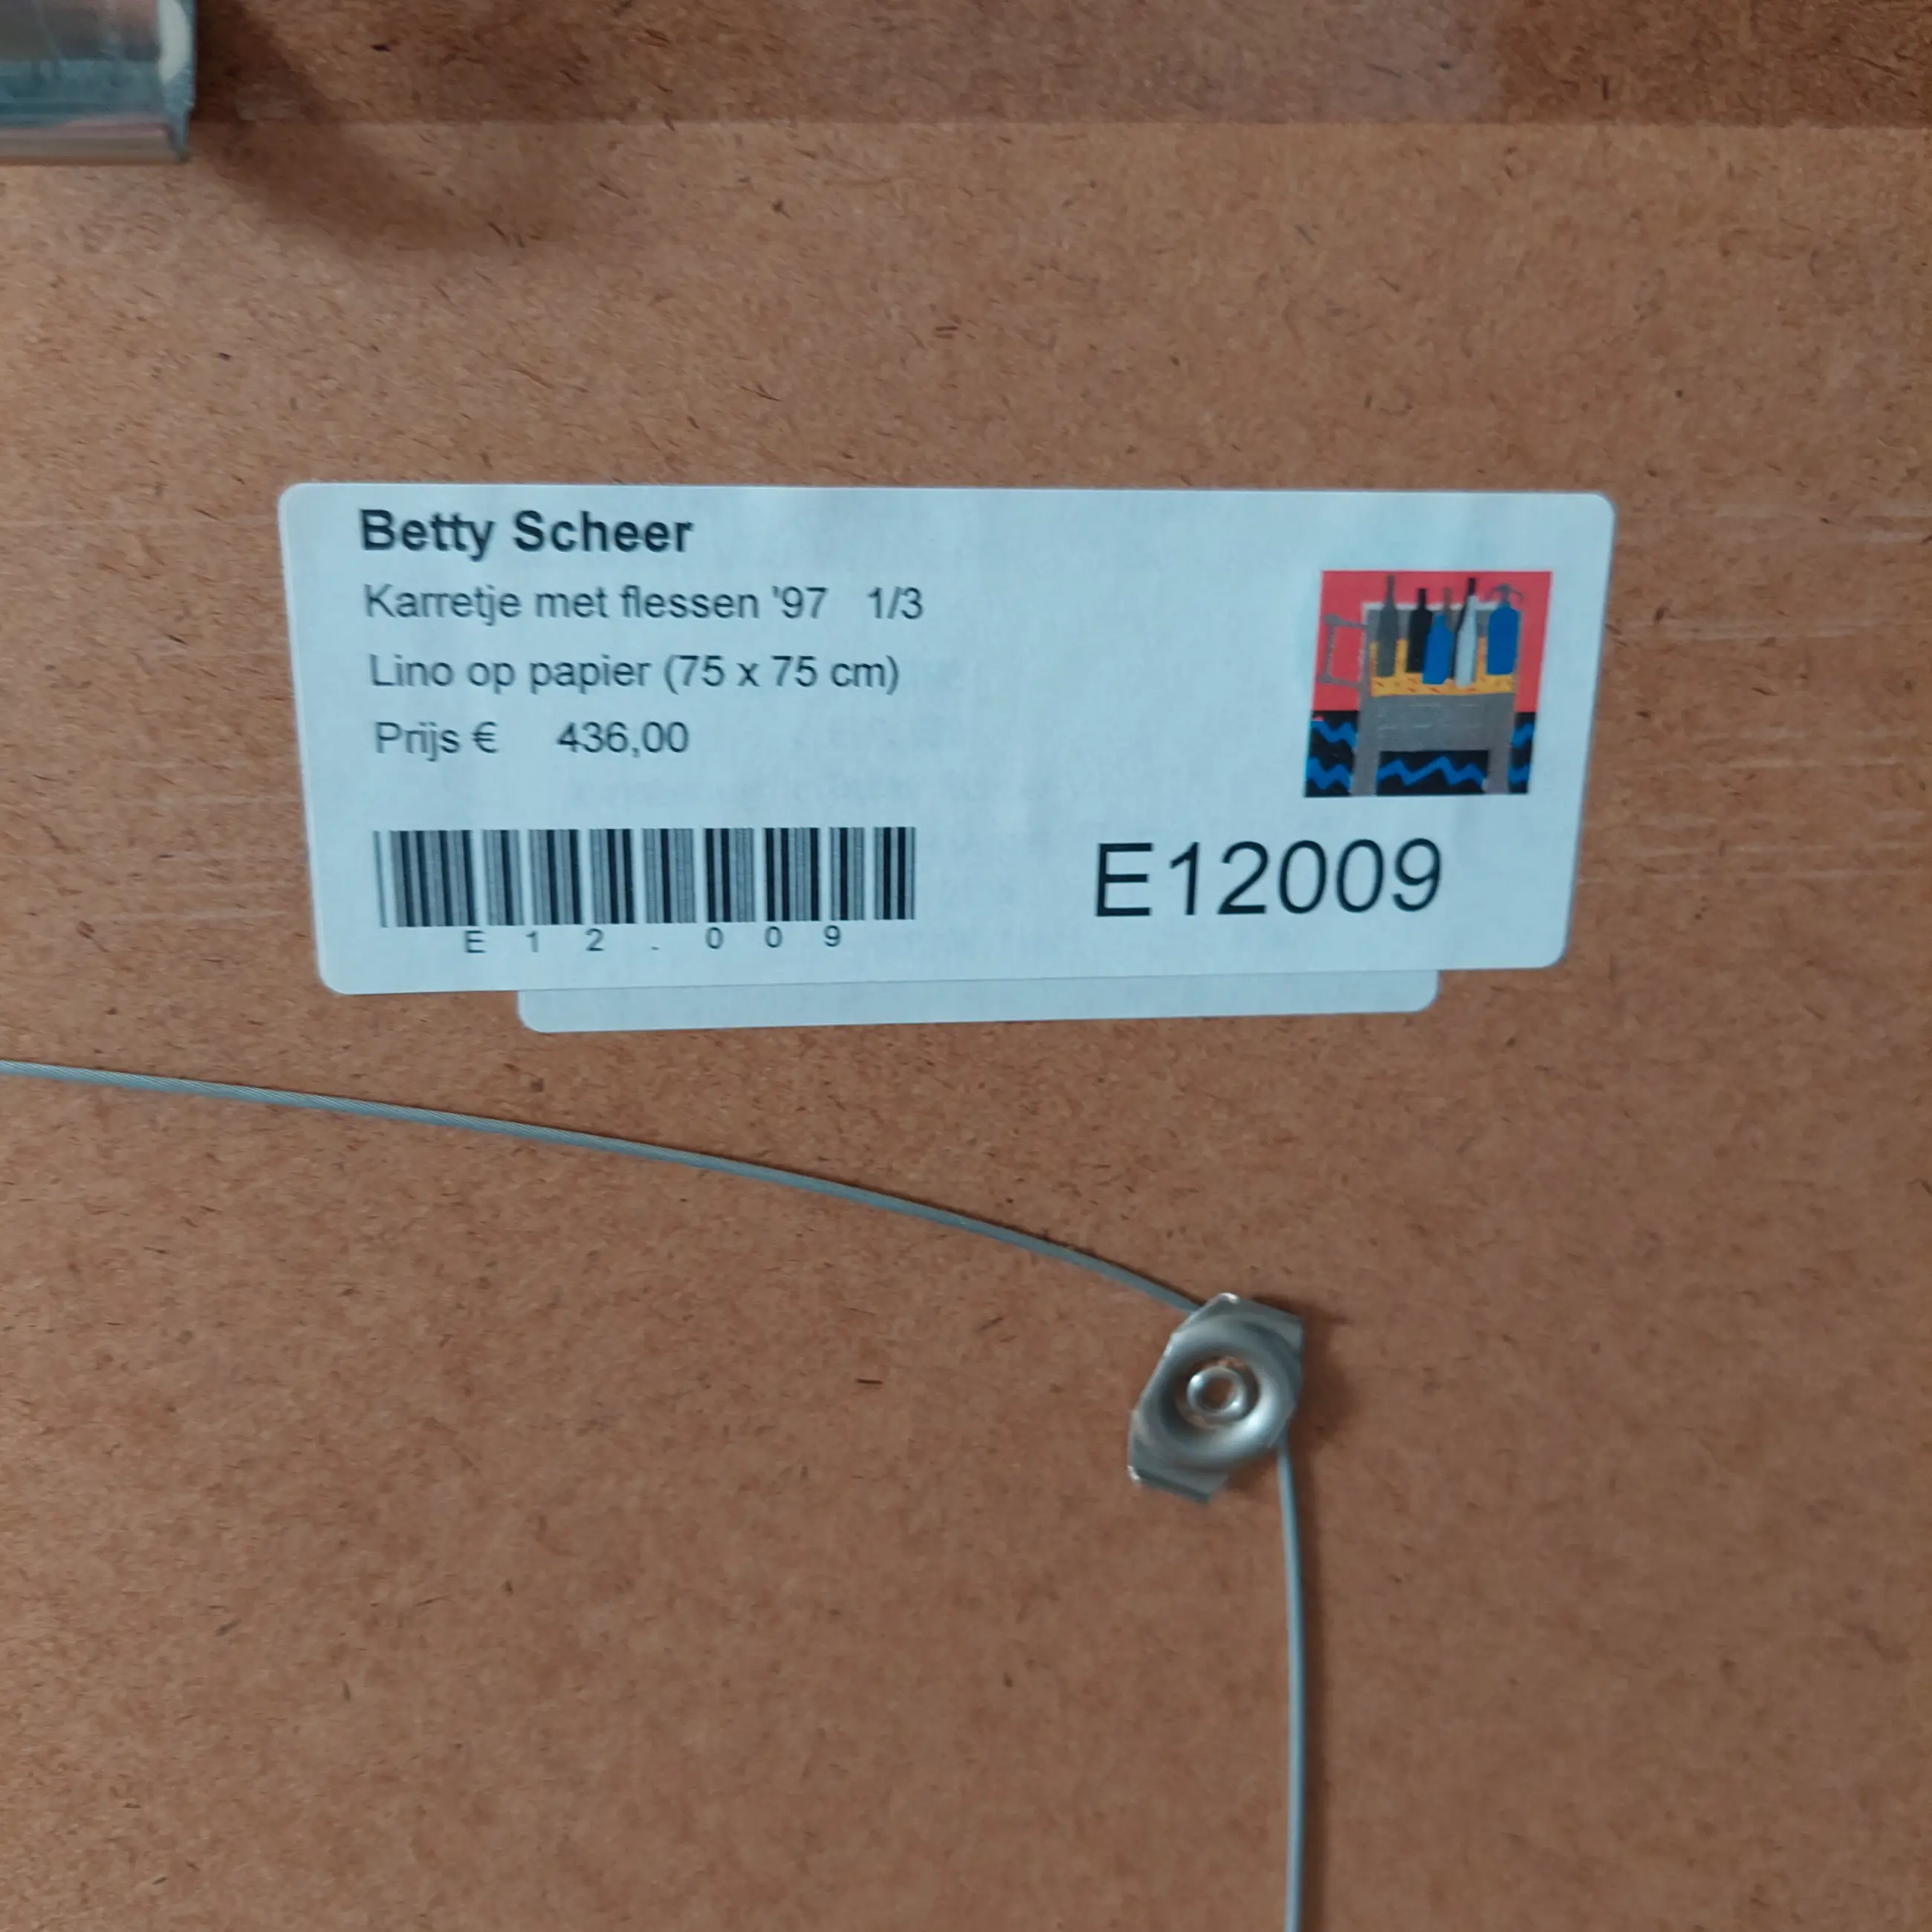 Betty Scheer
Karretje met flessen '97 1/3
Lino op papier (75 x 75 cm)
Prijs € 436,00
E12009
E12.009